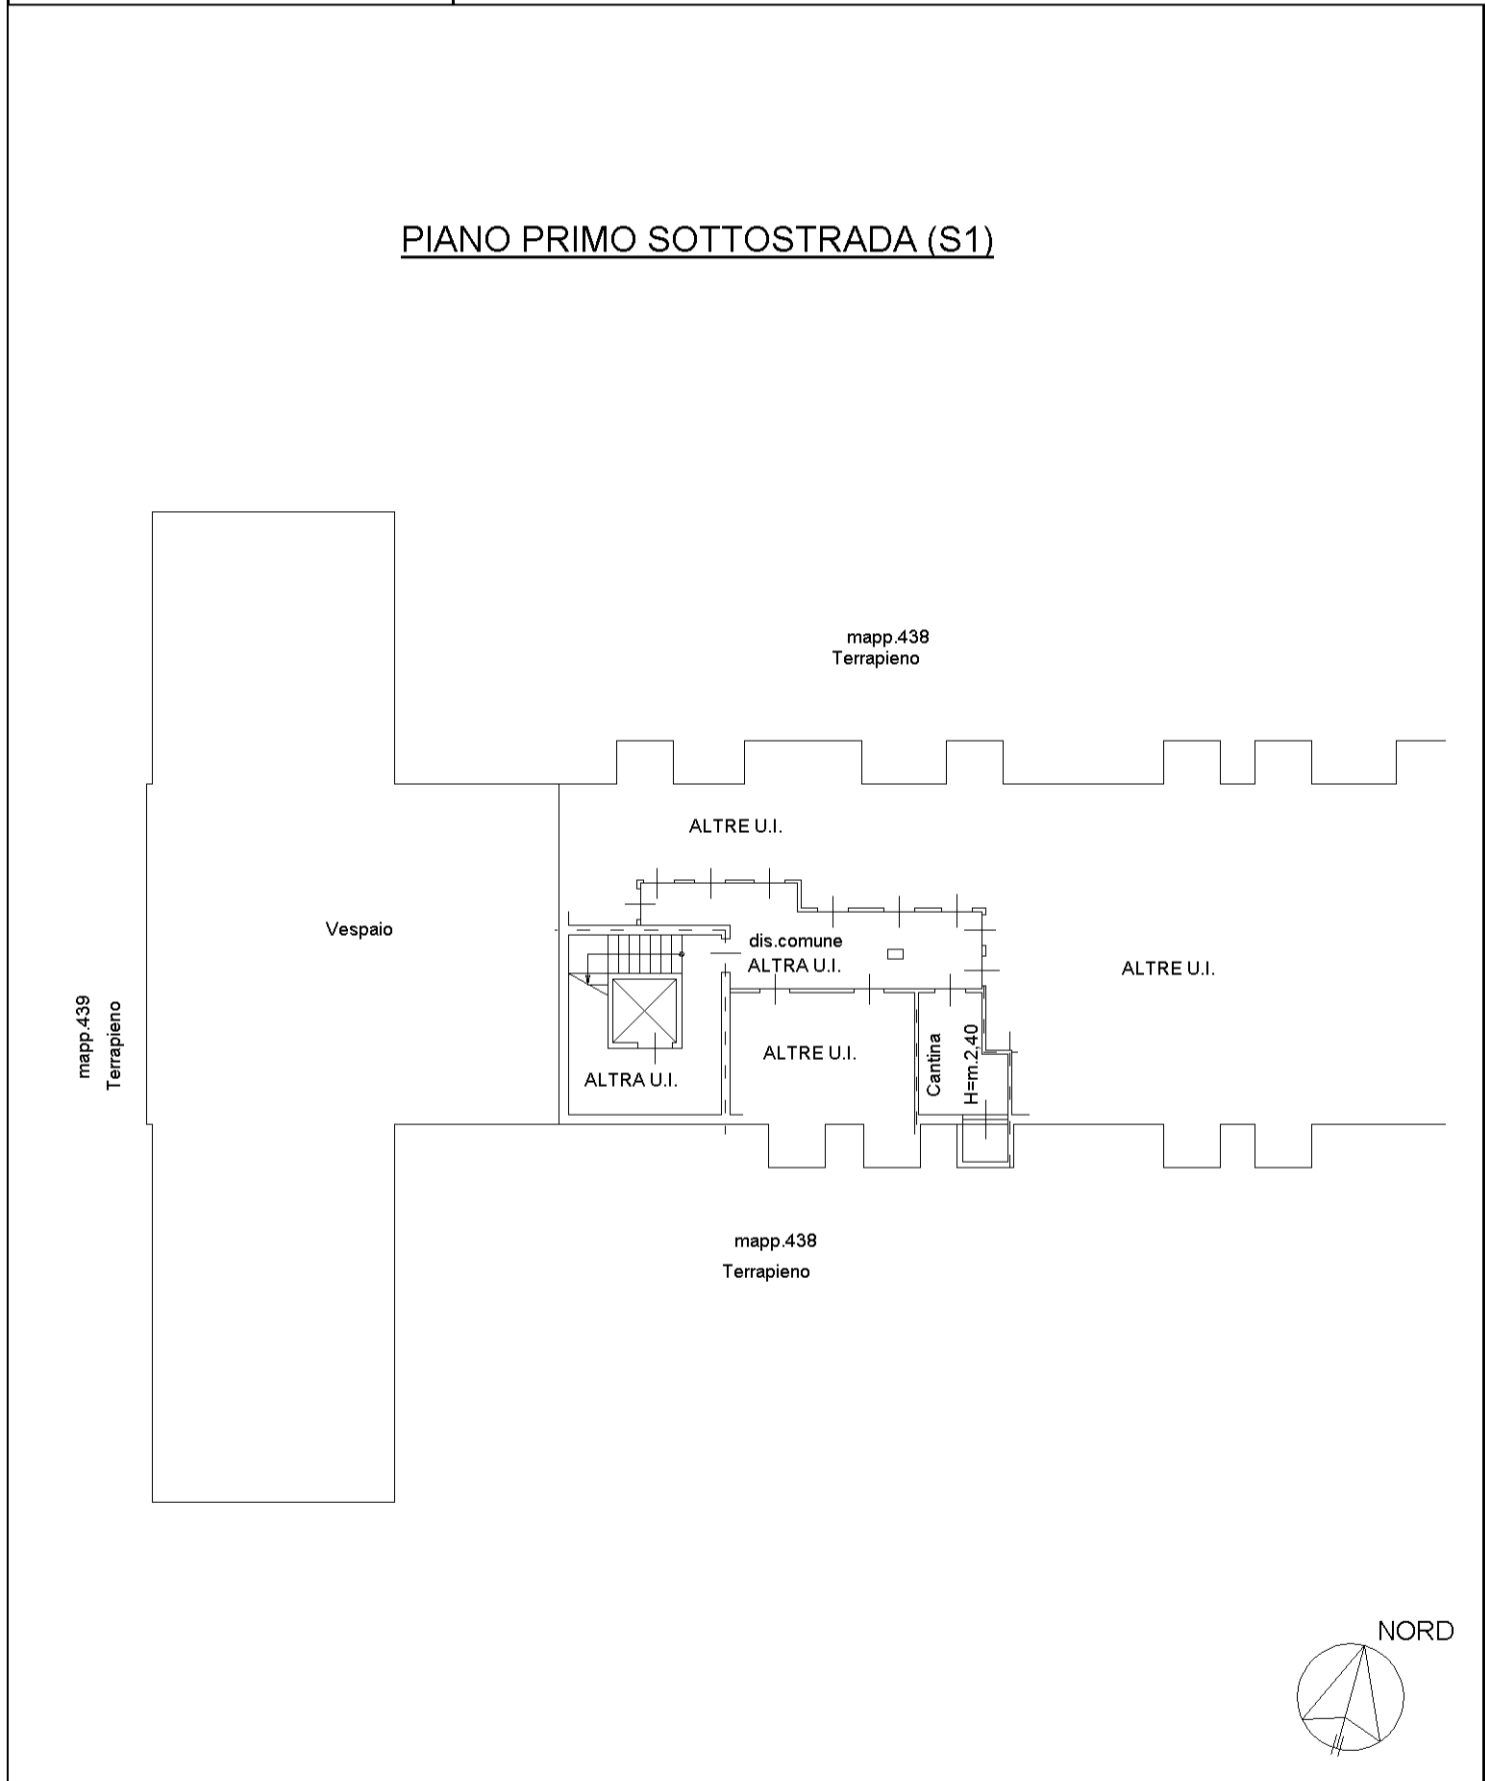 PIANO PRIMO SOTTOSTRADA (S1)
mapp.438
Terrapieno
ALTRE U.I.
Vespaio
dis.comune
ALTRA U.I.
ALTRE U.I.
mapp.439
Terrapieno
ALTRE U.I.
Cantina
H=m.2,40
ALTRA U.I.
mapp.438
Terrapieno
NORD